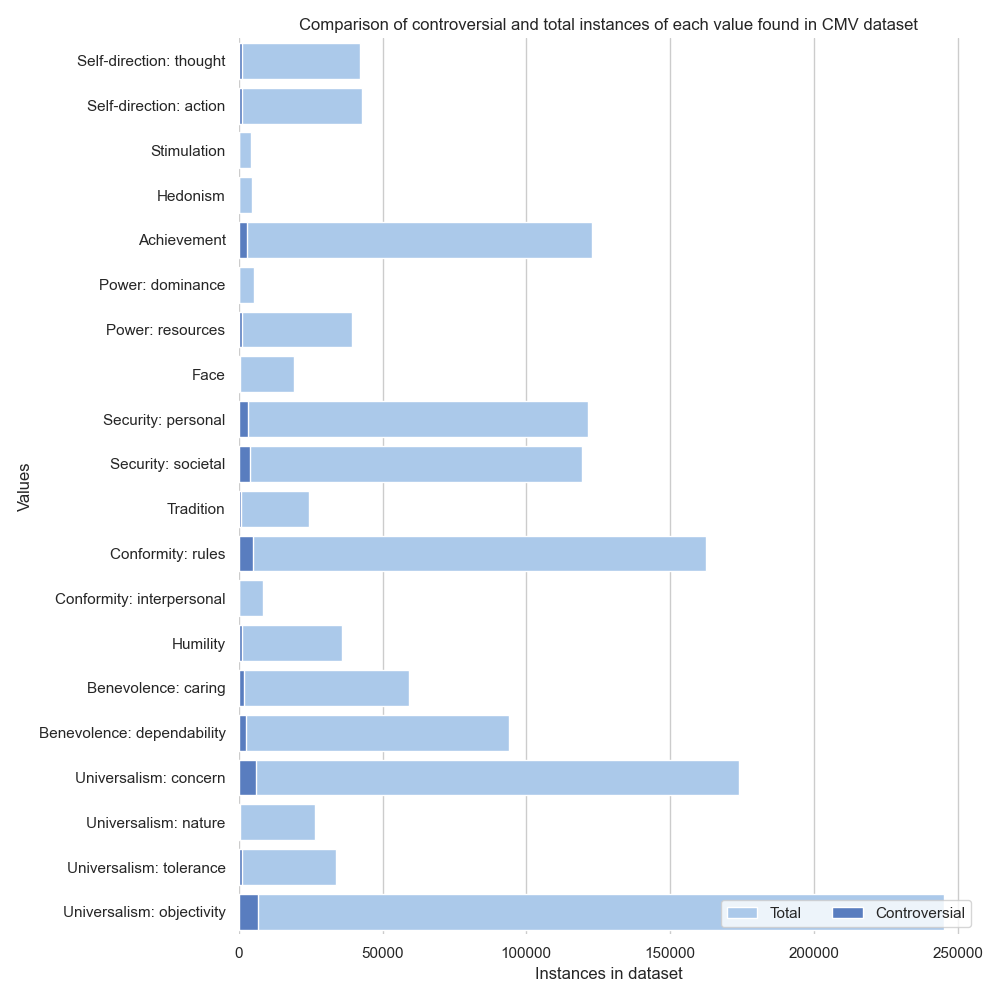 Comparison of controversial and total instances of each value found in CMV dataset
Values
Self-direction: thought
Self-direction: action
Stimulation
Hedonism
Achievement
Power: dominance
Power: resources
Face
Security: personal
Security: societal
Tradition
Conformity: rules
Conformity: interpersonal
Humility
Benevolence: caring
Benevolence: dependability
Universalism: concern
Universalism: nature
Universalism: tolerance
Universalism: objectivity
Total Controversial
0 50000 100000 150000 200000 250000
Instances in dataset